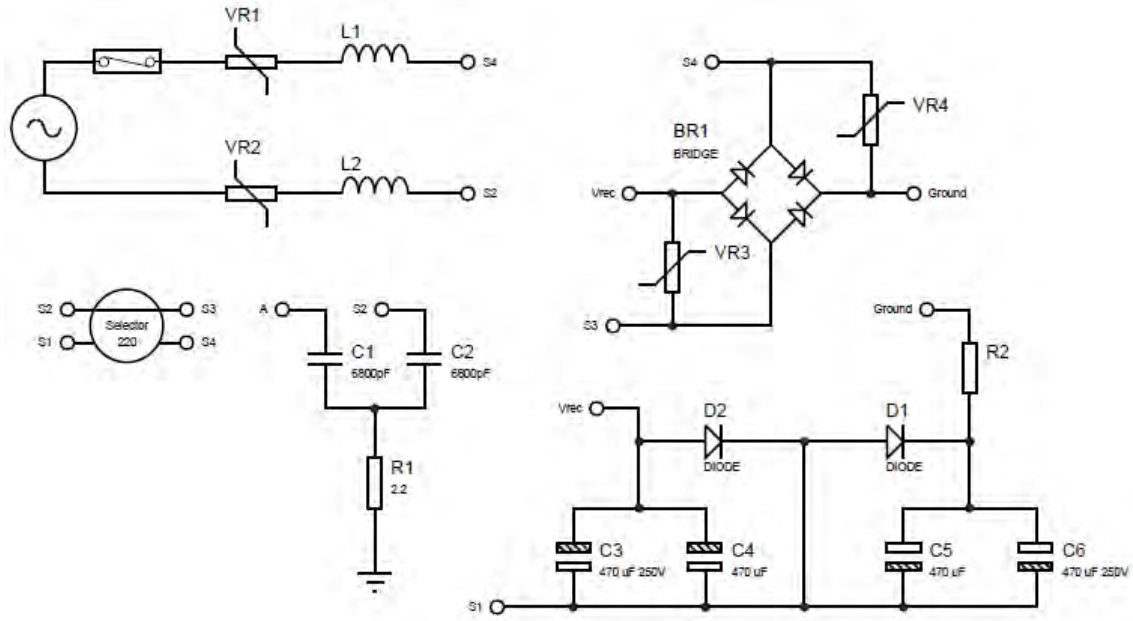 VR1
L1
S4
VR2
L2
S2
S4
VR4
BR1
BRIDGE
Vrec
Ground
VR3
S3
S2
S3
Selector
220
S1
S4
A
S2
C1
6800pF
C2
6800pF
R1
2.2
Ground
R2
Vrec
D2
DIODE
D1
DIODE
C3
470 uF 250V
C4
470 uF
C5
470 uF
C6
470 uF 250V
S1